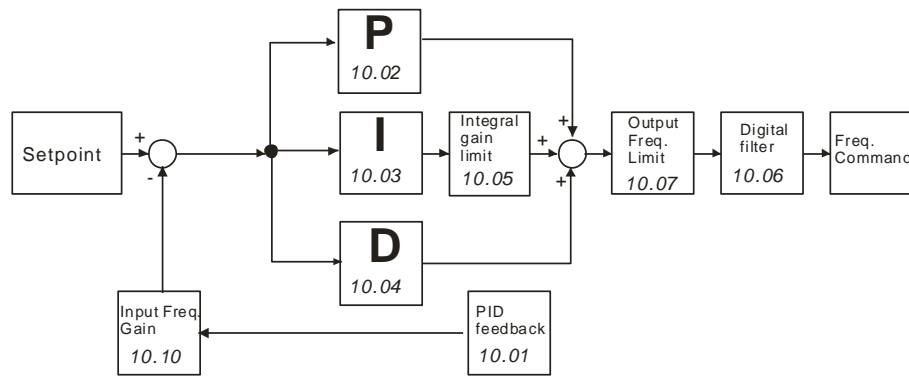 P
10.02
Setpoint
+
-
I
10.03
Integral
gain
limit
10.05
+
+
+
Output
Freq.
Limit
10.07
Digital
filter
10.06
Freq.
Command
D
10.04
Input Freq.
Gain
10.10
PID
feedback
10.01